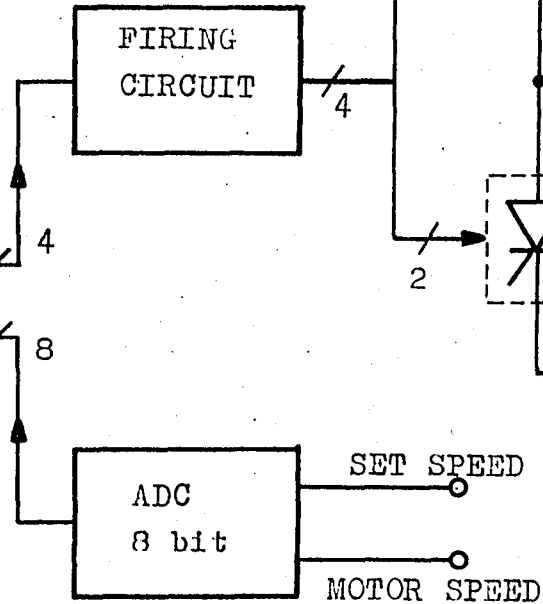 FIRING
CIRCUIT
4
4
2
8
SET SPEED
ADC
8 bit
MOTOR SPEED